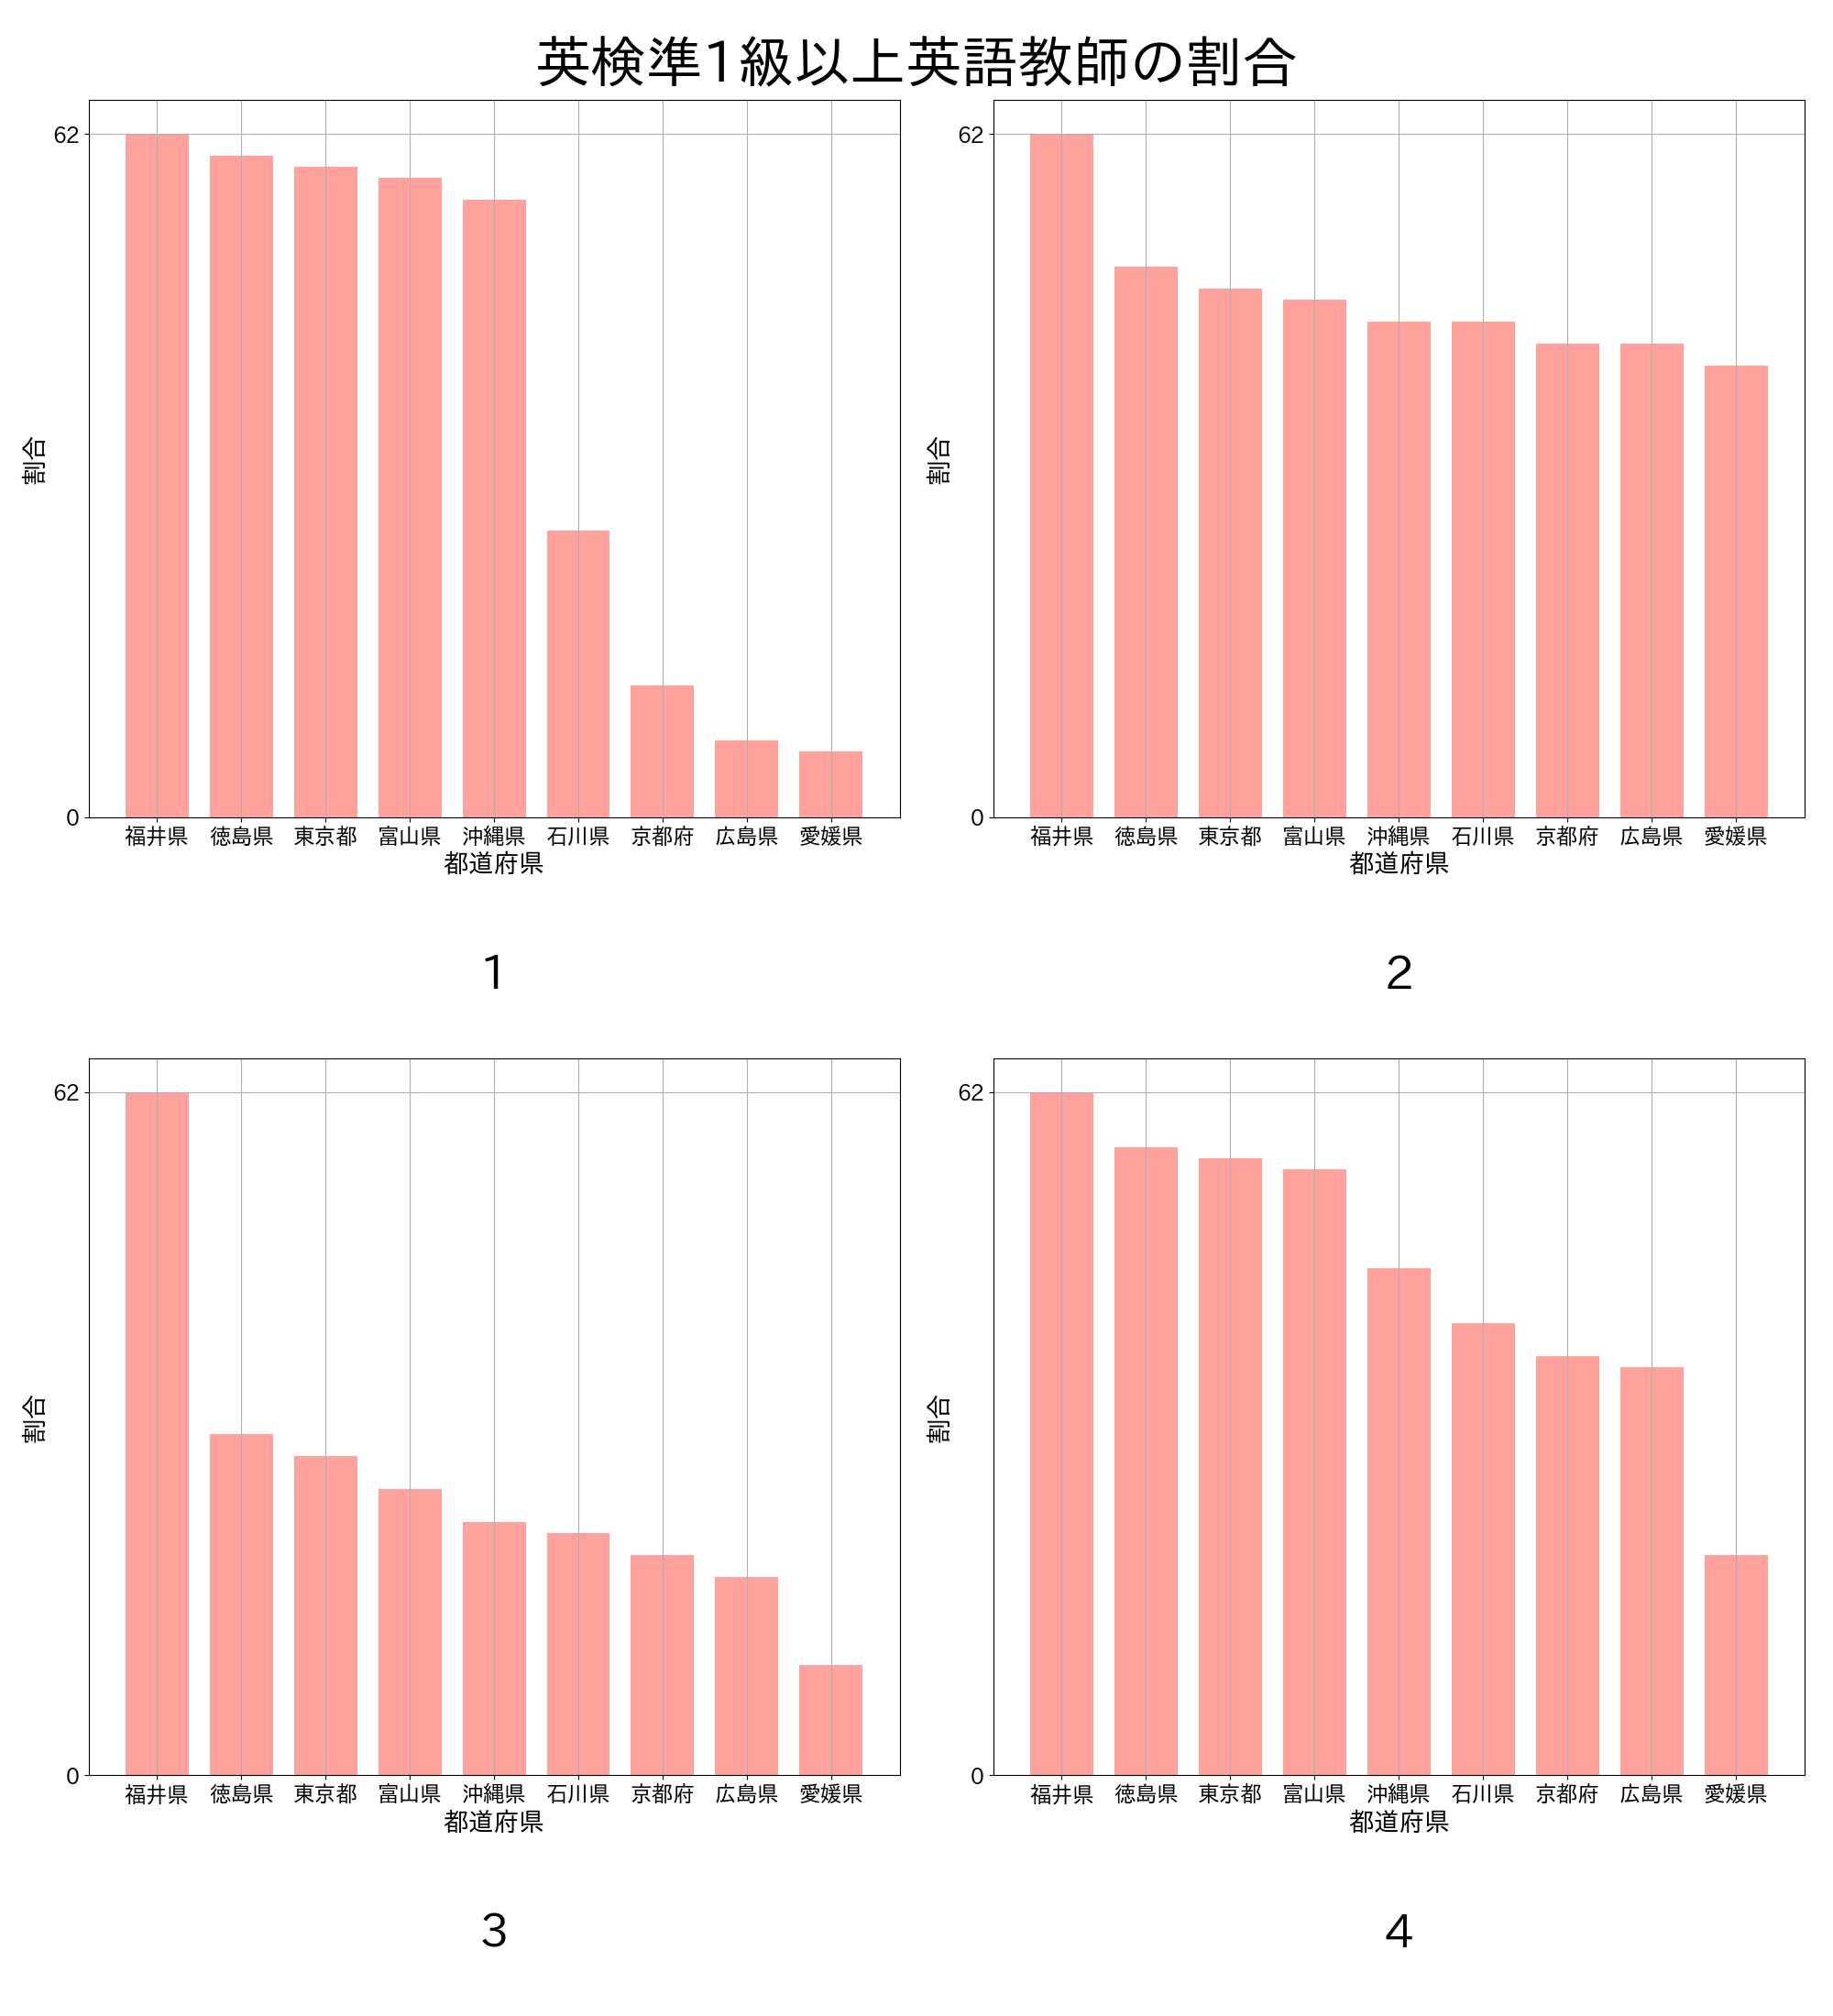 英検準1級以上英語教師の割合
62
0
割合
福井県 徳島県 東京都 富山県 沖縄県 石川県 京都府 広島県 愛媛県
都道府県
1
62
0
割合
福井県 徳島県 東京都 富山県 沖縄県 石川県 京都府 広島県 愛媛県
都道府県
2
62
0
割合
福井県 徳島県 東京都 富山県 沖縄県 石川県 京都府 広島県 愛媛県
都道府県
3
62
0
割合
福井県 徳島県 東京都 富山県 沖縄県 石川県 京都府 広島県 愛媛県
都道府県
4